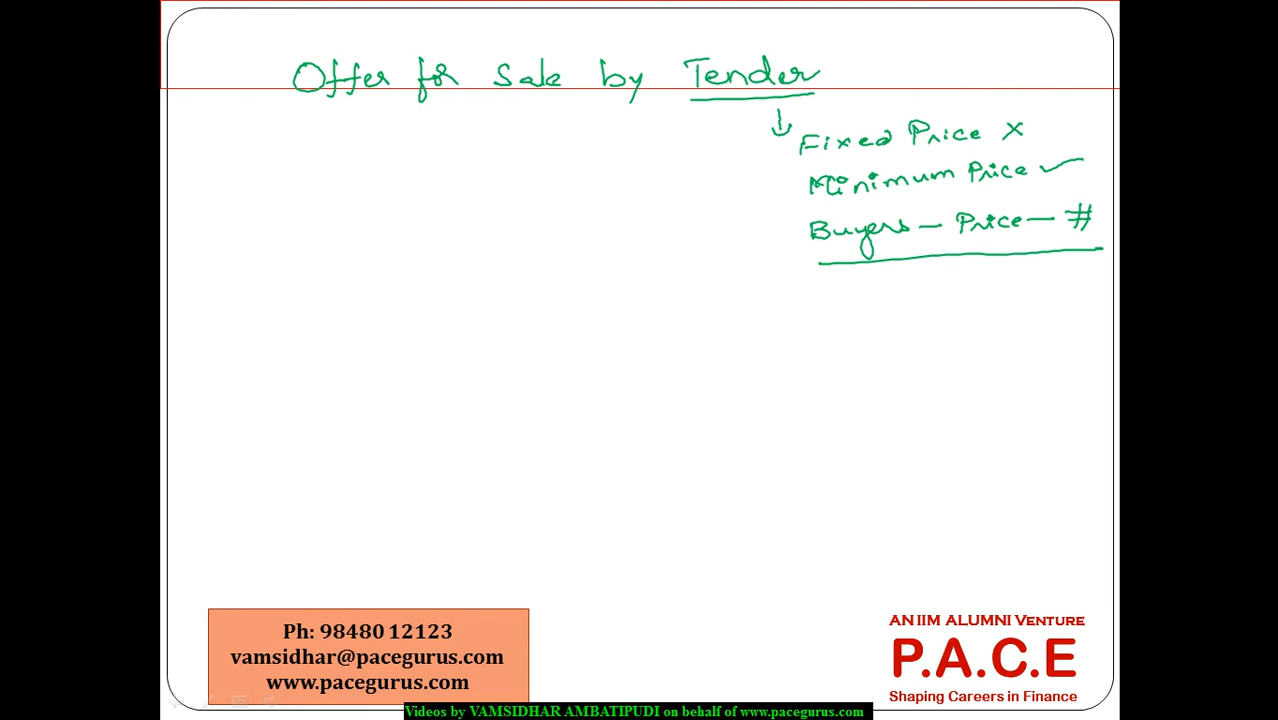 Offer for Sale by Tender
↓ Fixed Price ×
Minimum Price ✓
Buyers – Price – #
Ph: 98480 12123
vamsidhar@pacegurus.com
www.pacegurus.com
AN IIM ALUMNI VENTURE
P.A.C.E
Shaping Careers in Finance
Videos by VAMSIDHAR AMBATIPUDI on behalf of www.pacegurus.com